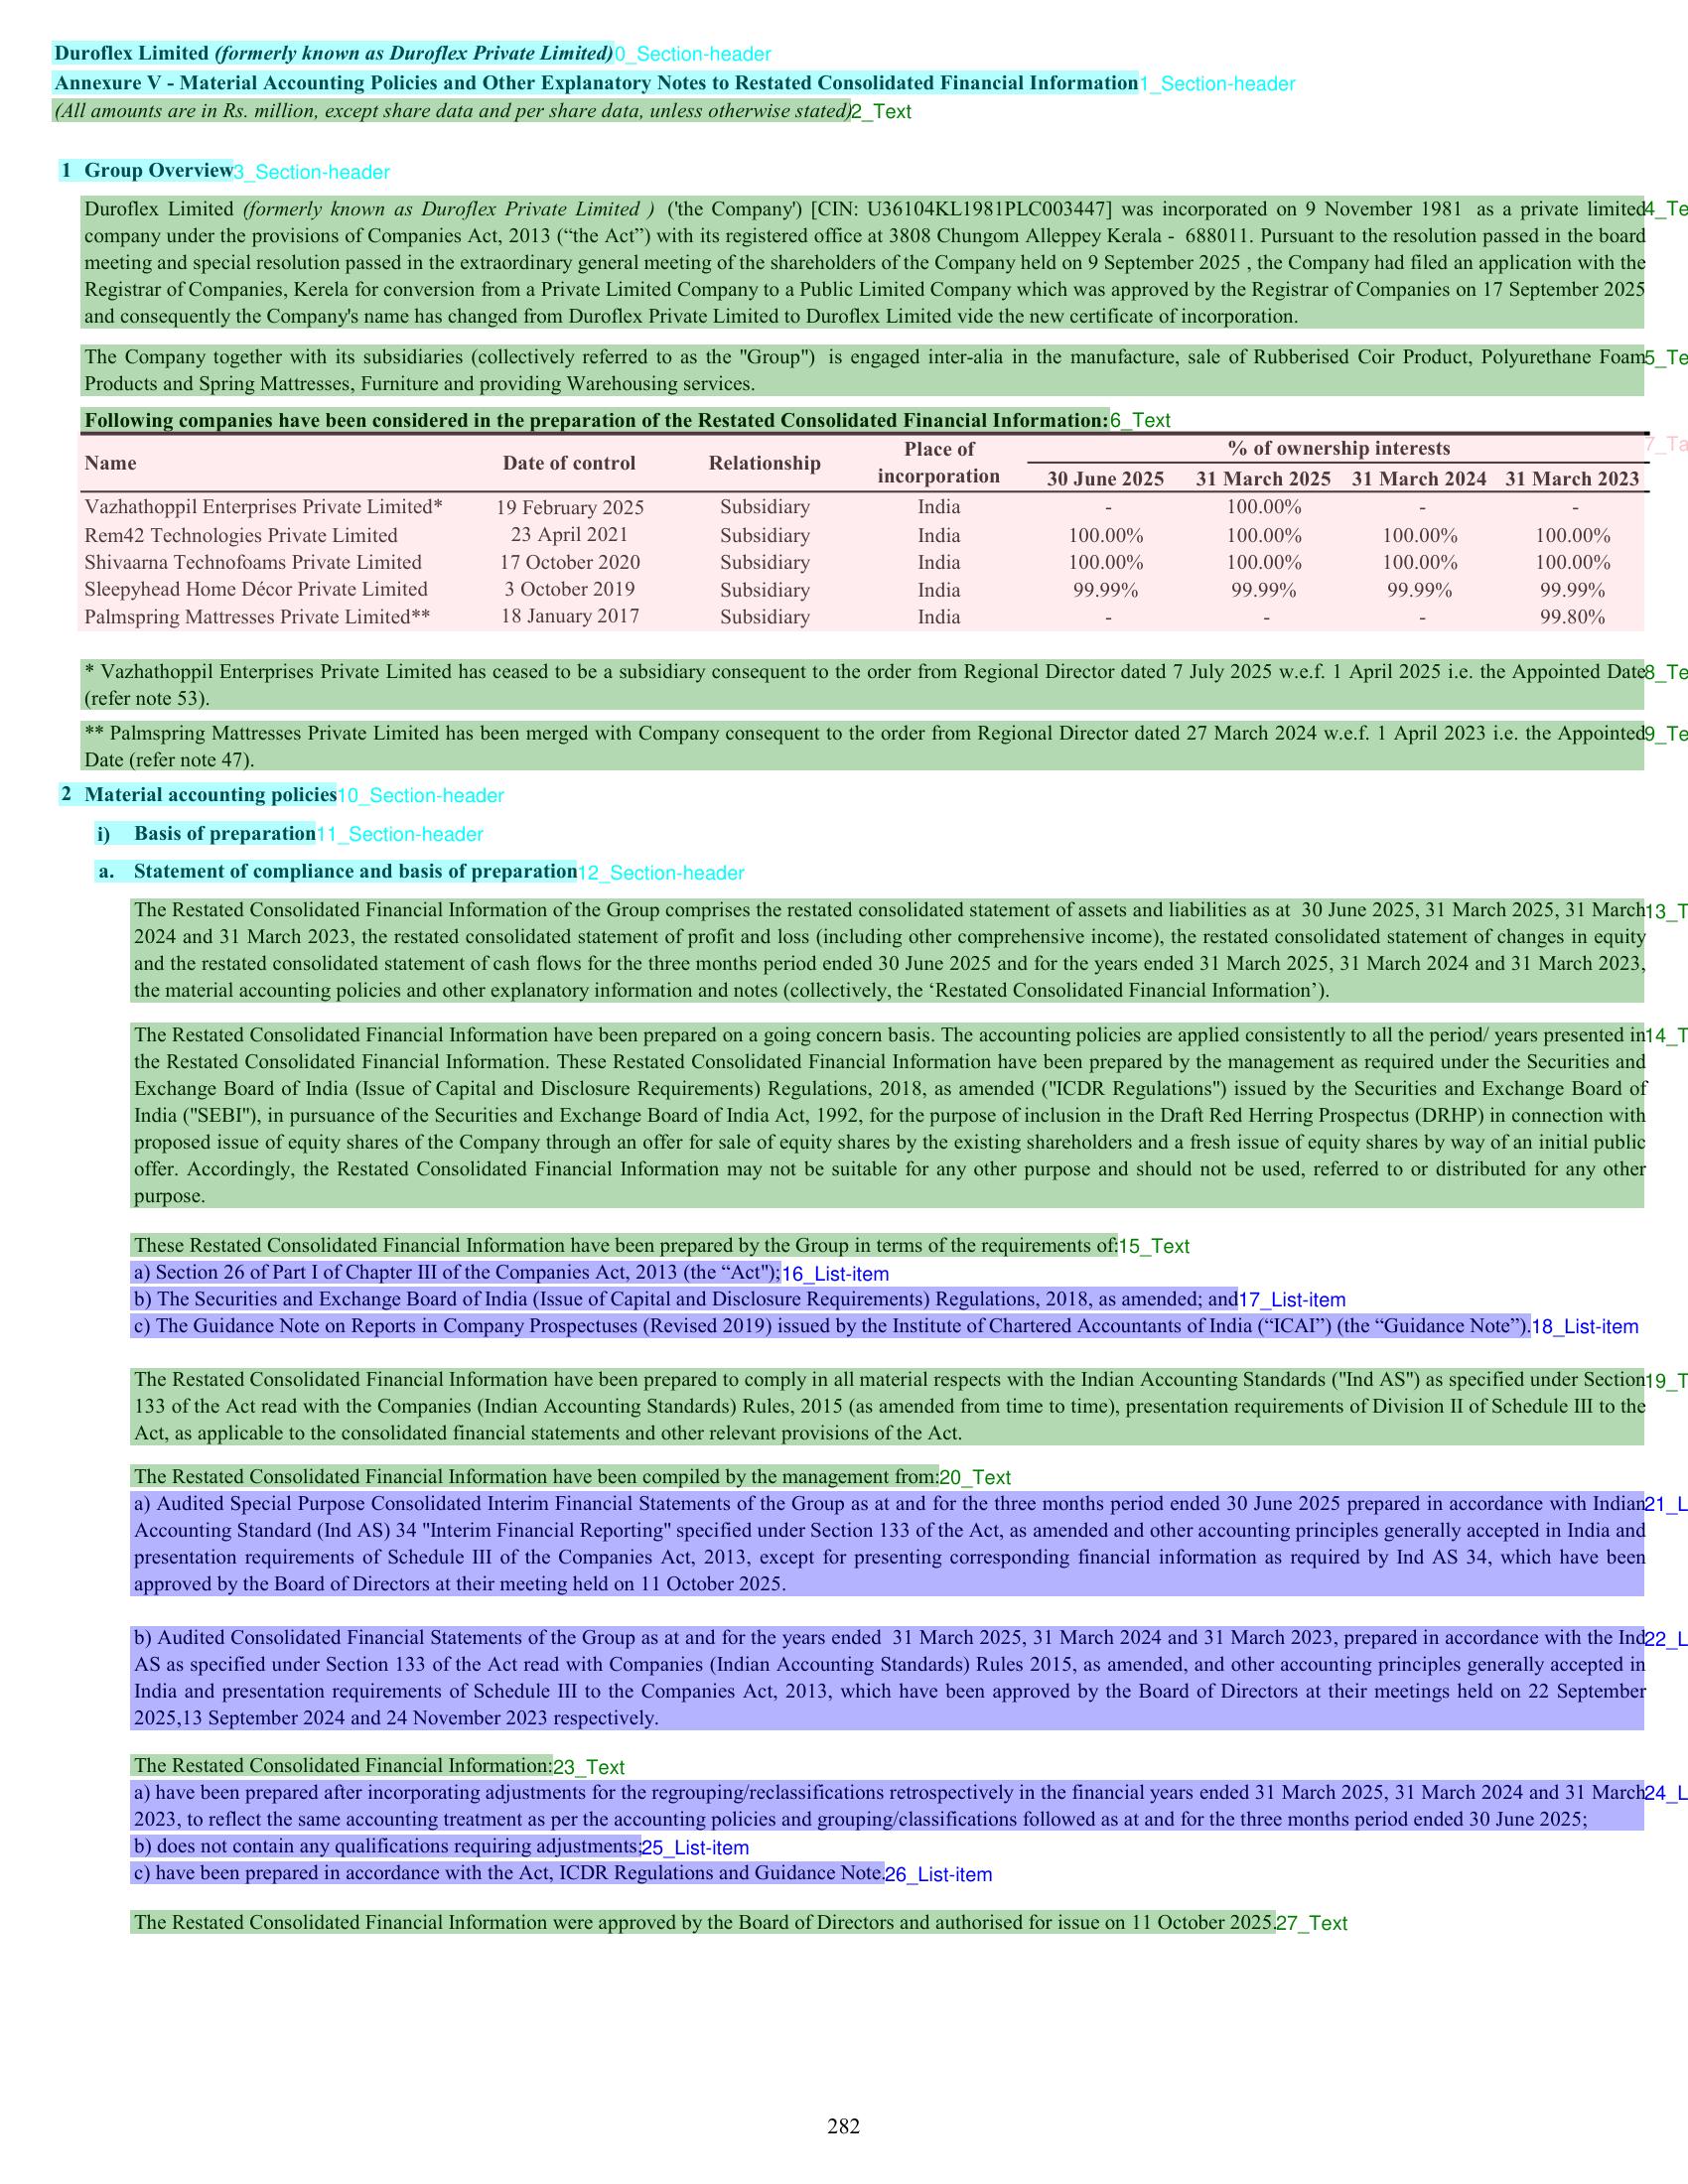 Duroflex Limited (formerly known as Duroflex Private Limited)0_Section-header
Annexure V - Material Accounting Policies and Other Explanatory Notes to Restated Consolidated Financial Information1_Section-header
(All amounts are in Rs. million, except share data and per share data, unless otherwise stated)2_Text
1 Group Overview3_Section-header
Duroflex Limited (formerly known as Duroflex Private Limited ) ('the Company') [CIN: U36104KL1981PLC003447] was incorporated on 9 November 1981 as a private limited4_Te
company under the provisions of Companies Act, 2013 (“the Act”) with its registered office at 3808 Chungom Alleppey Kerala - 688011. Pursuant to the resolution passed in the board
meeting and special resolution passed in the extraordinary general meeting of the shareholders of the Company held on 9 September 2025 , the Company had filed an application with the
Registrar of Companies, Kerela for conversion from a Private Limited Company to a Public Limited Company which was approved by the Registrar of Companies on 17 September 2025
and consequently the Company's name has changed from Duroflex Private Limited to Duroflex Limited vide the new certificate of incorporation.
The Company together with its subsidiaries (collectively referred to as the "Group") is engaged inter-alia in the manufacture, sale of Rubberised Coir Product, Polyurethane Foam5_Te
Products and Spring Mattresses, Furniture and providing Warehousing services.
Following companies have been considered in the preparation of the Restated Consolidated Financial Information:6_Text
7_Ta
Name Date of control Relationship Place of incorporation % of ownership interests
30 June 2025 31 March 2025 31 March 2024 31 March 2023
Vazhathoppil Enterprises Private Limited* 19 February 2025 Subsidiary India - 100.00% - -
Rem42 Technologies Private Limited 23 April 2021 Subsidiary India 100.00% 100.00% 100.00% 100.00%
Shivaarna Technofoams Private Limited 17 October 2020 Subsidiary India 100.00% 100.00% 100.00% 100.00%
Sleepyhead Home Décor Private Limited 3 October 2019 Subsidiary India 99.99% 99.99% 99.99% 99.99%
Palmspring Mattresses Private Limited** 18 January 2017 Subsidiary India - - - 99.80%
* Vazhathoppil Enterprises Private Limited has ceased to be a subsidiary consequent to the order from Regional Director dated 7 July 2025 w.e.f. 1 April 2025 i.e. the Appointed Date8_Te
(refer note 53).
** Palmspring Mattresses Private Limited has been merged with Company consequent to the order from Regional Director dated 27 March 2024 w.e.f. 1 April 2023 i.e. the Appointed9_Te
Date (refer note 47).
2 Material accounting policies10_Section-header
i) Basis of preparation11_Section-header
a. Statement of compliance and basis of preparation12_Section-header
The Restated Consolidated Financial Information of the Group comprises the restated consolidated statement of assets and liabilities as at 30 June 2025, 31 March 2025, 31 March13_T
2024 and 31 March 2023, the restated consolidated statement of profit and loss (including other comprehensive income), the restated consolidated statement of changes in equity
and the restated consolidated statement of cash flows for the three months period ended 30 June 2025 and for the years ended 31 March 2025, 31 March 2024 and 31 March 2023,
the material accounting policies and other explanatory information and notes (collectively, the ‘Restated Consolidated Financial Information’).
The Restated Consolidated Financial Information have been prepared on a going concern basis. The accounting policies are applied consistently to all the period/ years presented in14_T
the Restated Consolidated Financial Information. These Restated Consolidated Financial Information have been prepared by the management as required under the Securities and
Exchange Board of India (Issue of Capital and Disclosure Requirements) Regulations, 2018, as amended ("ICDR Regulations") issued by the Securities and Exchange Board of
India ("SEBI"), in pursuance of the Securities and Exchange Board of India Act, 1992, for the purpose of inclusion in the Draft Red Herring Prospectus (DRHP) in connection with
proposed issue of equity shares of the Company through an offer for sale of equity shares by the existing shareholders and a fresh issue of equity shares by way of an initial public
offer. Accordingly, the Restated Consolidated Financial Information may not be suitable for any other purpose and should not be used, referred to or distributed for any other
purpose.
These Restated Consolidated Financial Information have been prepared by the Group in terms of the requirements of:15_Text
a) Section 26 of Part I of Chapter III of the Companies Act, 2013 (the “Act");16_List-item
b) The Securities and Exchange Board of India (Issue of Capital and Disclosure Requirements) Regulations, 2018, as amended; and17_List-item
c) The Guidance Note on Reports in Company Prospectuses (Revised 2019) issued by the Institute of Chartered Accountants of India (“ICAI”) (the “Guidance Note”).18_List-item
The Restated Consolidated Financial Information have been prepared to comply in all material respects with the Indian Accounting Standards ("Ind AS") as specified under Section19_T
133 of the Act read with the Companies (Indian Accounting Standards) Rules, 2015 (as amended from time to time), presentation requirements of Division II of Schedule III to the
Act, as applicable to the consolidated financial statements and other relevant provisions of the Act.
The Restated Consolidated Financial Information have been compiled by the management from:20_Text
a) Audited Special Purpose Consolidated Interim Financial Statements of the Group as at and for the three months period ended 30 June 2025 prepared in accordance with Indian21_L
Accounting Standard (Ind AS) 34 "Interim Financial Reporting" specified under Section 133 of the Act, as amended and other accounting principles generally accepted in India and
presentation requirements of Schedule III of the Companies Act, 2013, except for presenting corresponding financial information as required by Ind AS 34, which have been
approved by the Board of Directors at their meeting held on 11 October 2025.
b) Audited Consolidated Financial Statements of the Group as at and for the years ended 31 March 2025, 31 March 2024 and 31 March 2023, prepared in accordance with the Ind22_L
AS as specified under Section 133 of the Act read with Companies (Indian Accounting Standards) Rules 2015, as amended, and other accounting principles generally accepted in
India and presentation requirements of Schedule III to the Companies Act, 2013, which have been approved by the Board of Directors at their meetings held on 22 September
2025,13 September 2024 and 24 November 2023 respectively.
The Restated Consolidated Financial Information:23_Text
a) have been prepared after incorporating adjustments for the regrouping/reclassifications retrospectively in the financial years ended 31 March 2025, 31 March 2024 and 31 March24_L
2023, to reflect the same accounting treatment as per the accounting policies and grouping/classifications followed as at and for the three months period ended 30 June 2025;
b) does not contain any qualifications requiring adjustments;25_List-item
c) have been prepared in accordance with the Act, ICDR Regulations and Guidance Note.26_List-item
The Restated Consolidated Financial Information were approved by the Board of Directors and authorised for issue on 11 October 2025.27_Text
282